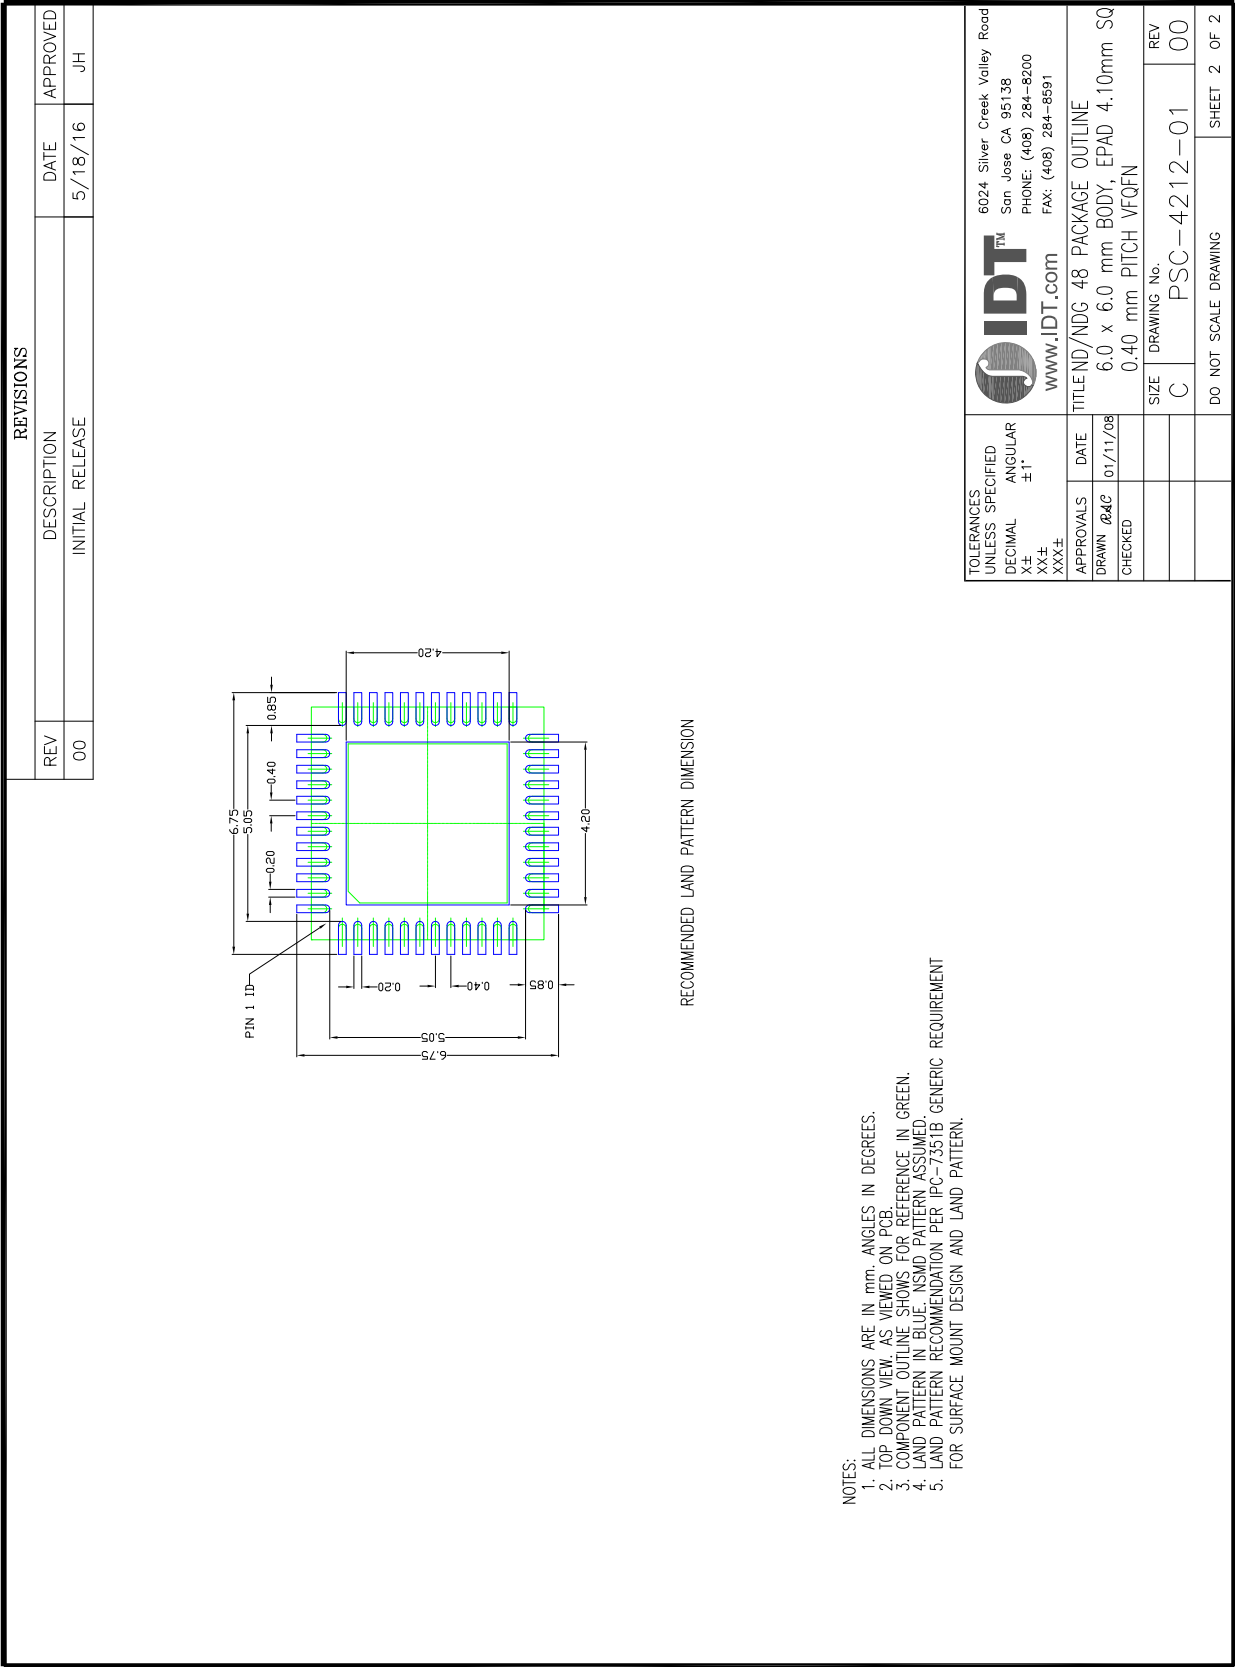 REVISIONS
REV DESCRIPTION DATE APPROVED
00 INITIAL RELEASE 5/18/16 JH
6.75
5.05
0.20
0.40
0.85
4.20
PIN 1 ID
0.20
0.40
0.85
5.05
6.75
4.20
RECOMMENDED LAND PATTERN DIMENSION
NOTES:
1. ALL DIMENSIONS ARE IN mm. ANGLES IN DEGREES.
2. TOP DOWN VIEW. AS VIEWED ON PCB.
3. COMPONENT OUTLINE SHOWS FOR REFERENCE IN GREEN.
4. LAND PATTERN IN BLUE. NSMD PATTERN ASSUMED.
5. LAND PATTERN RECOMMENDATION PER IPC-7351B GENERIC REQUIREMENT
FOR SURFACE MOUNT DESIGN AND LAND PATTERN.
TOLERANCES
UNLESS SPECIFIED
DECIMAL ANGULAR
X± ±1°
XX±
XXX±
APPROVALS DATE
DRAWN RAC 01/11/08
CHECKED
IDT™
www.IDT.com
6024 Silver Creek Valley Road
San Jose CA 95138
PHONE: (408) 284-8200
FAX: (408) 284-8591
TITLE ND/NDG 48 PACKAGE OUTLINE
6.0 x 6.0 mm BODY, EPAD 4.10mm SQ
0.40 mm PITCH VFQFN
SIZE DRAWING No. REV
C PSC-4212-01 00
DO NOT SCALE DRAWING SHEET 2 OF 2